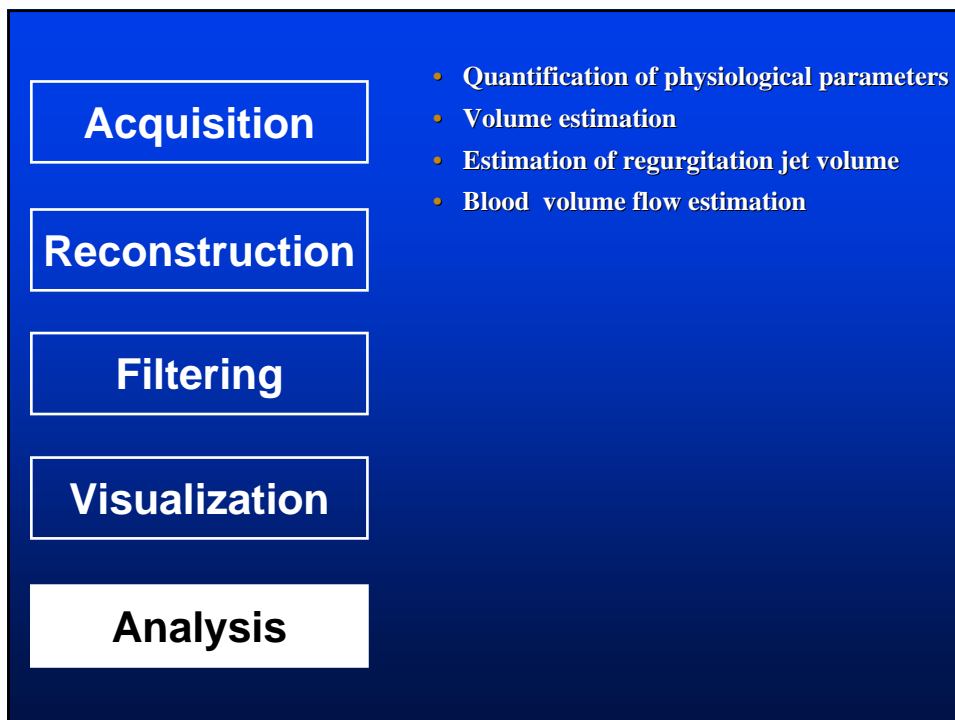 Acquisition
Reconstruction
Filtering
Visualization
Analysis
• Quantification of physiological parameters
• Volume estimation
• Estimation of regurgitation jet volume
• Blood  volume flow estimation